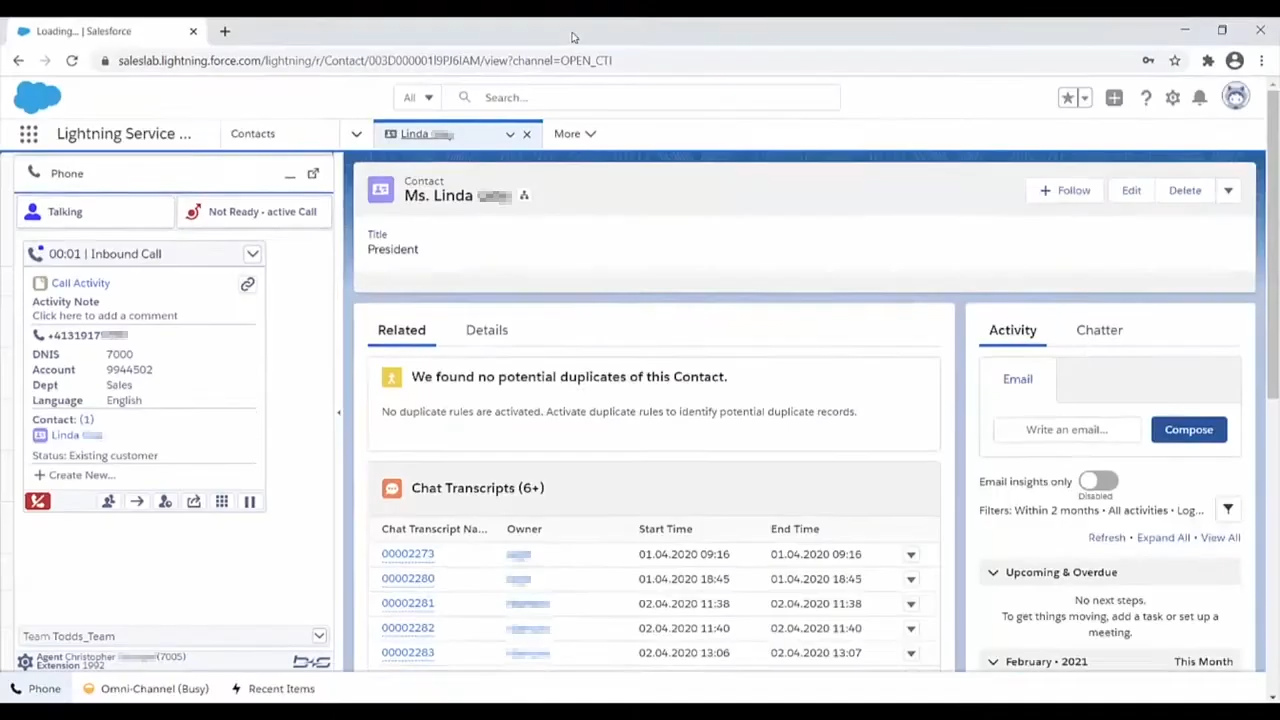 Loading... | Salesforce
saleslab.lightning.force.com/lightning/r/Contact/003D000001I9PJ6IAM/view?channel=OPEN_CTI
All
Search...
Lightning Service ...
Contacts
Linda
More
Phone
Talking
Not Ready - active Call
00:01 | Inbound Call
Call Activity
Activity Note
Click here to add a comment
+4131917
DNIS 7000
Account 9944502
Dept Sales
Language English
Contact: (1)
Linda
Status: Existing customer
+ Create New...
Team Todds_Team
Agent Christopher (7005)
Extension 1992
b+s
Contact
Ms. Linda
+ Follow
Edit
Delete
Title
President
Related
Details
We found no potential duplicates of this Contact.
No duplicate rules are activated. Activate duplicate rules to identify potential duplicate records.
Chat Transcripts (6+)
Chat Transcript Na... Owner Start Time End Time
00002273 01.04.2020 09:16 01.04.2020 09:16
00002280 01.04.2020 18:45 01.04.2020 18:45
00002281 02.04.2020 11:38 02.04.2020 11:38
00002282 02.04.2020 11:40 02.04.2020 11:40
00002283 02.04.2020 13:06 02.04.2020 13:07
Activity
Chatter
Email
Write an email...
Compose
Email insights only
Disabled
Filters: Within 2 months • All activities • Log...
Refresh • Expand All • View All
Upcoming & Overdue
No next steps.
To get things moving, add a task or set up a
meeting.
February • 2021 This Month
Phone
Omni-Channel (Busy)
Recent Items